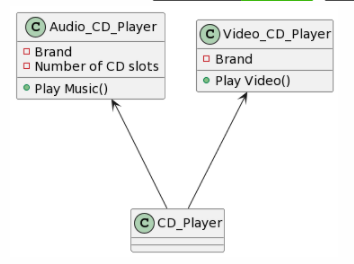 C Audio_CD_Player
Brand
Number of CD slots
Play Music()
C Video_CD_Player
Brand
Play Video()
C CD_Player